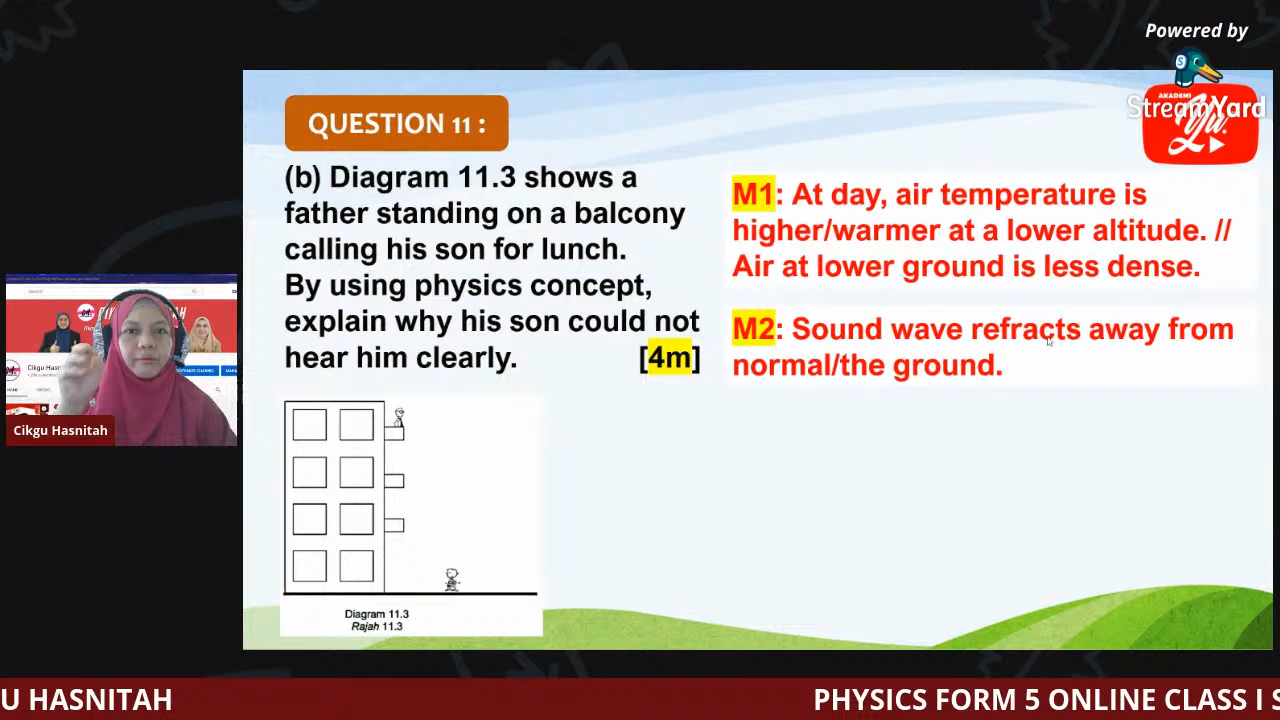 Powered by
StreamYard
AKADEMI
QUESTION 11 :
(b) Diagram 11.3 shows a
father standing on a balcony
calling his son for lunch.
By using physics concept,
explain why his son could not
hear him clearly. [4m]
M1: At day, air temperature is
higher/warmer at a lower altitude. //
Air at lower ground is less dense.
M2: Sound wave refracts away from
normal/the ground.
Diagram 11.3
Rajah 11.3
Cikgu Hasnitah
U HASNITAH
PHYSICS FORM 5 ONLINE CLASS I S